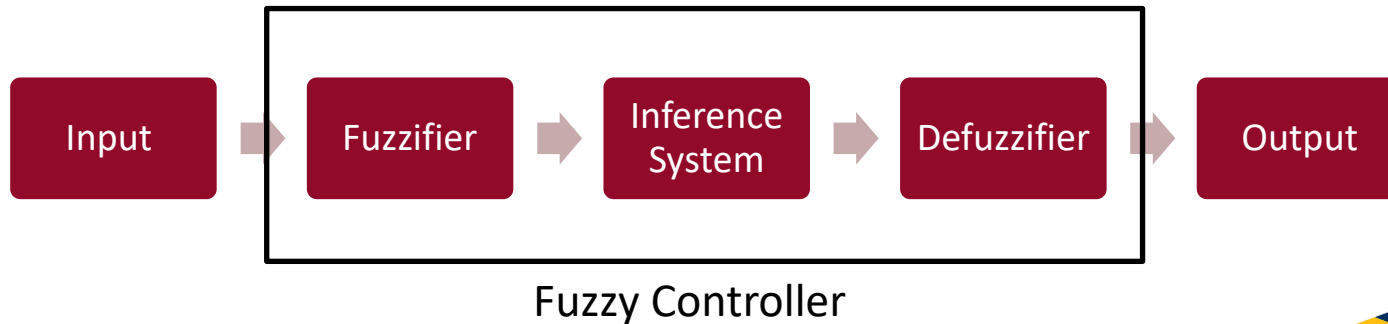 Input
Fuzzifier
Inference
System
Defuzzifier
Output
Fuzzy Controller